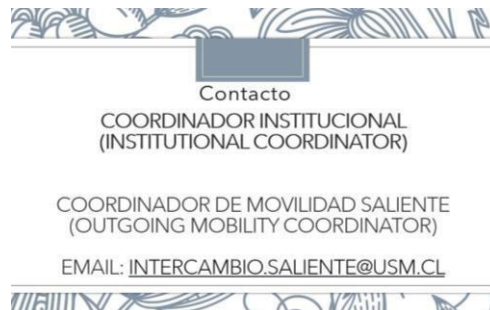 Contacto
COORDINADOR INSTITUCIONAL
(INSTITUTIONAL COORDINATOR)
COORDINADOR DE MOVILIDAD SALIENTE
(OUTGOING MOBILITY COORDINATOR)
EMAIL: INTERCAMBIO.SALIENTE@USM.CL